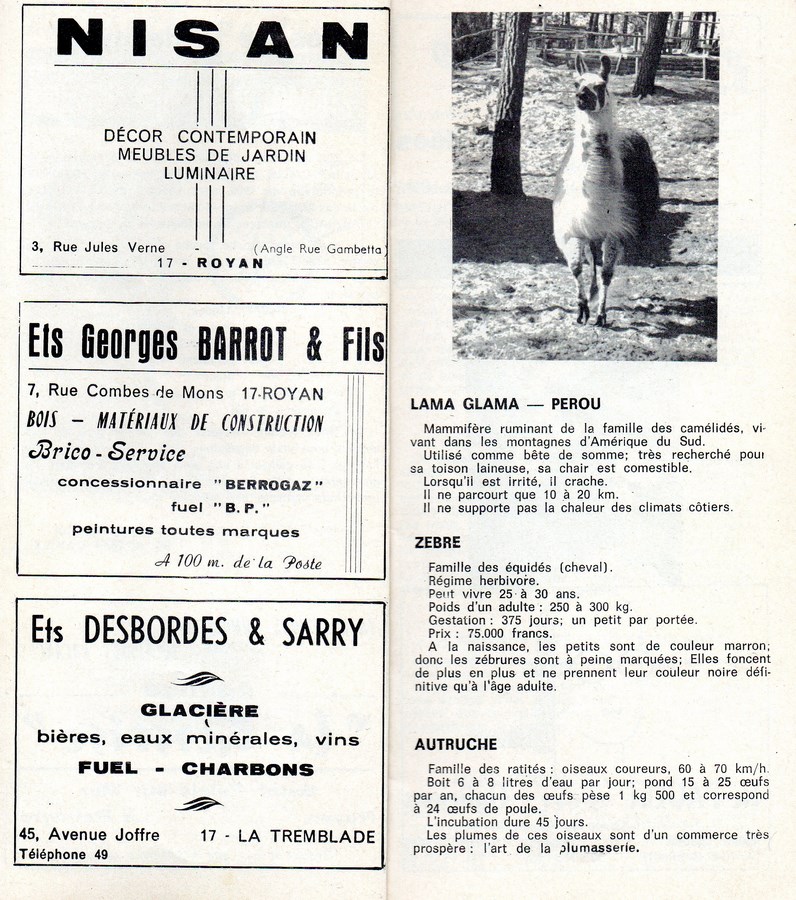 NISAN
DÉCOR CONTEMPORAIN
MEUBLES DE JARDIN
LUMINAIRE
3, Rue Jules Verne - (Angle Rue Gambetta)
17 - ROYAN
Ets Georges BARROT & Fils
7, Rue Combes de Mons 17-ROYAN
BOIS — MATÉRIAUX DE CONSTRUCTION
Brico-Service
concessionnaire "BERROGAZ"
fuel "B.P."
peintures toutes marques
A 100 m. de la Poste
Ets DESBORDES & SARRY
GLACIÈRE
bières, eaux minérales, vins
FUEL - CHARBONS
45, Avenue Joffre 17 - LA TREMBLADE
Téléphone 49
LAMA GLAMA — PEROU
Mammifère ruminant de la famille des camélidés, vi-
vant dans les montagnes d'Amérique du Sud.
Utilisé comme bête de somme; très recherché pour
sa toison laineuse, sa chair est comestible.
Lorsqu'il est irrité, il crache.
Il ne parcourt que 10 à 20 km.
Il ne supporte pas la chaleur des climats côtiers.
ZEBRE
Famille des équidés (cheval).
Régime herbivore.
Peut vivre 25 à 30 ans.
Poids d'un adulte : 250 à 300 kg.
Gestation : 375 jours; un petit par portée.
Prix : 75.000 francs.
A la naissance, les petits sont de couleur marron;
donc les zébrures sont à peine marquées; Elles foncent
de plus en plus et ne prennent leur couleur noire défi-
nitive qu'à l'âge adulte.
AUTRUCHE
Famille des ratités : oiseaux coureurs, 60 à 70 km/h.
Boit 6 à 8 litres d'eau par jour; pond 15 à 25 œufs
par an, chacun des œufs pèse 1 kg 500 et correspond
à 24 œufs de poule.
L'incubation dure 45 jours.
Les plumes de ces oiseaux sont d'un commerce très
prospère : l'art de la plumasserie.